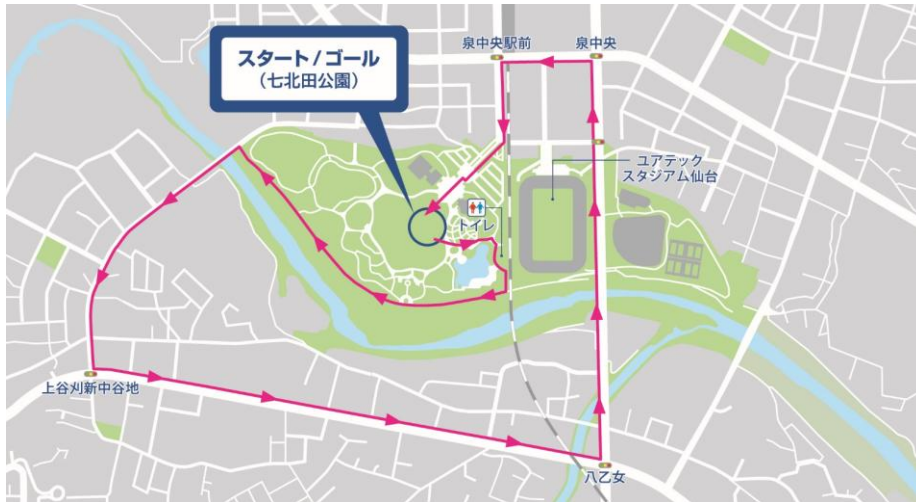 スタート/ゴール
（七北田公園）
泉中央駅前
泉中央
ユアテック
スタジアム仙台
トイレ
上谷刈新中谷地
八乙女